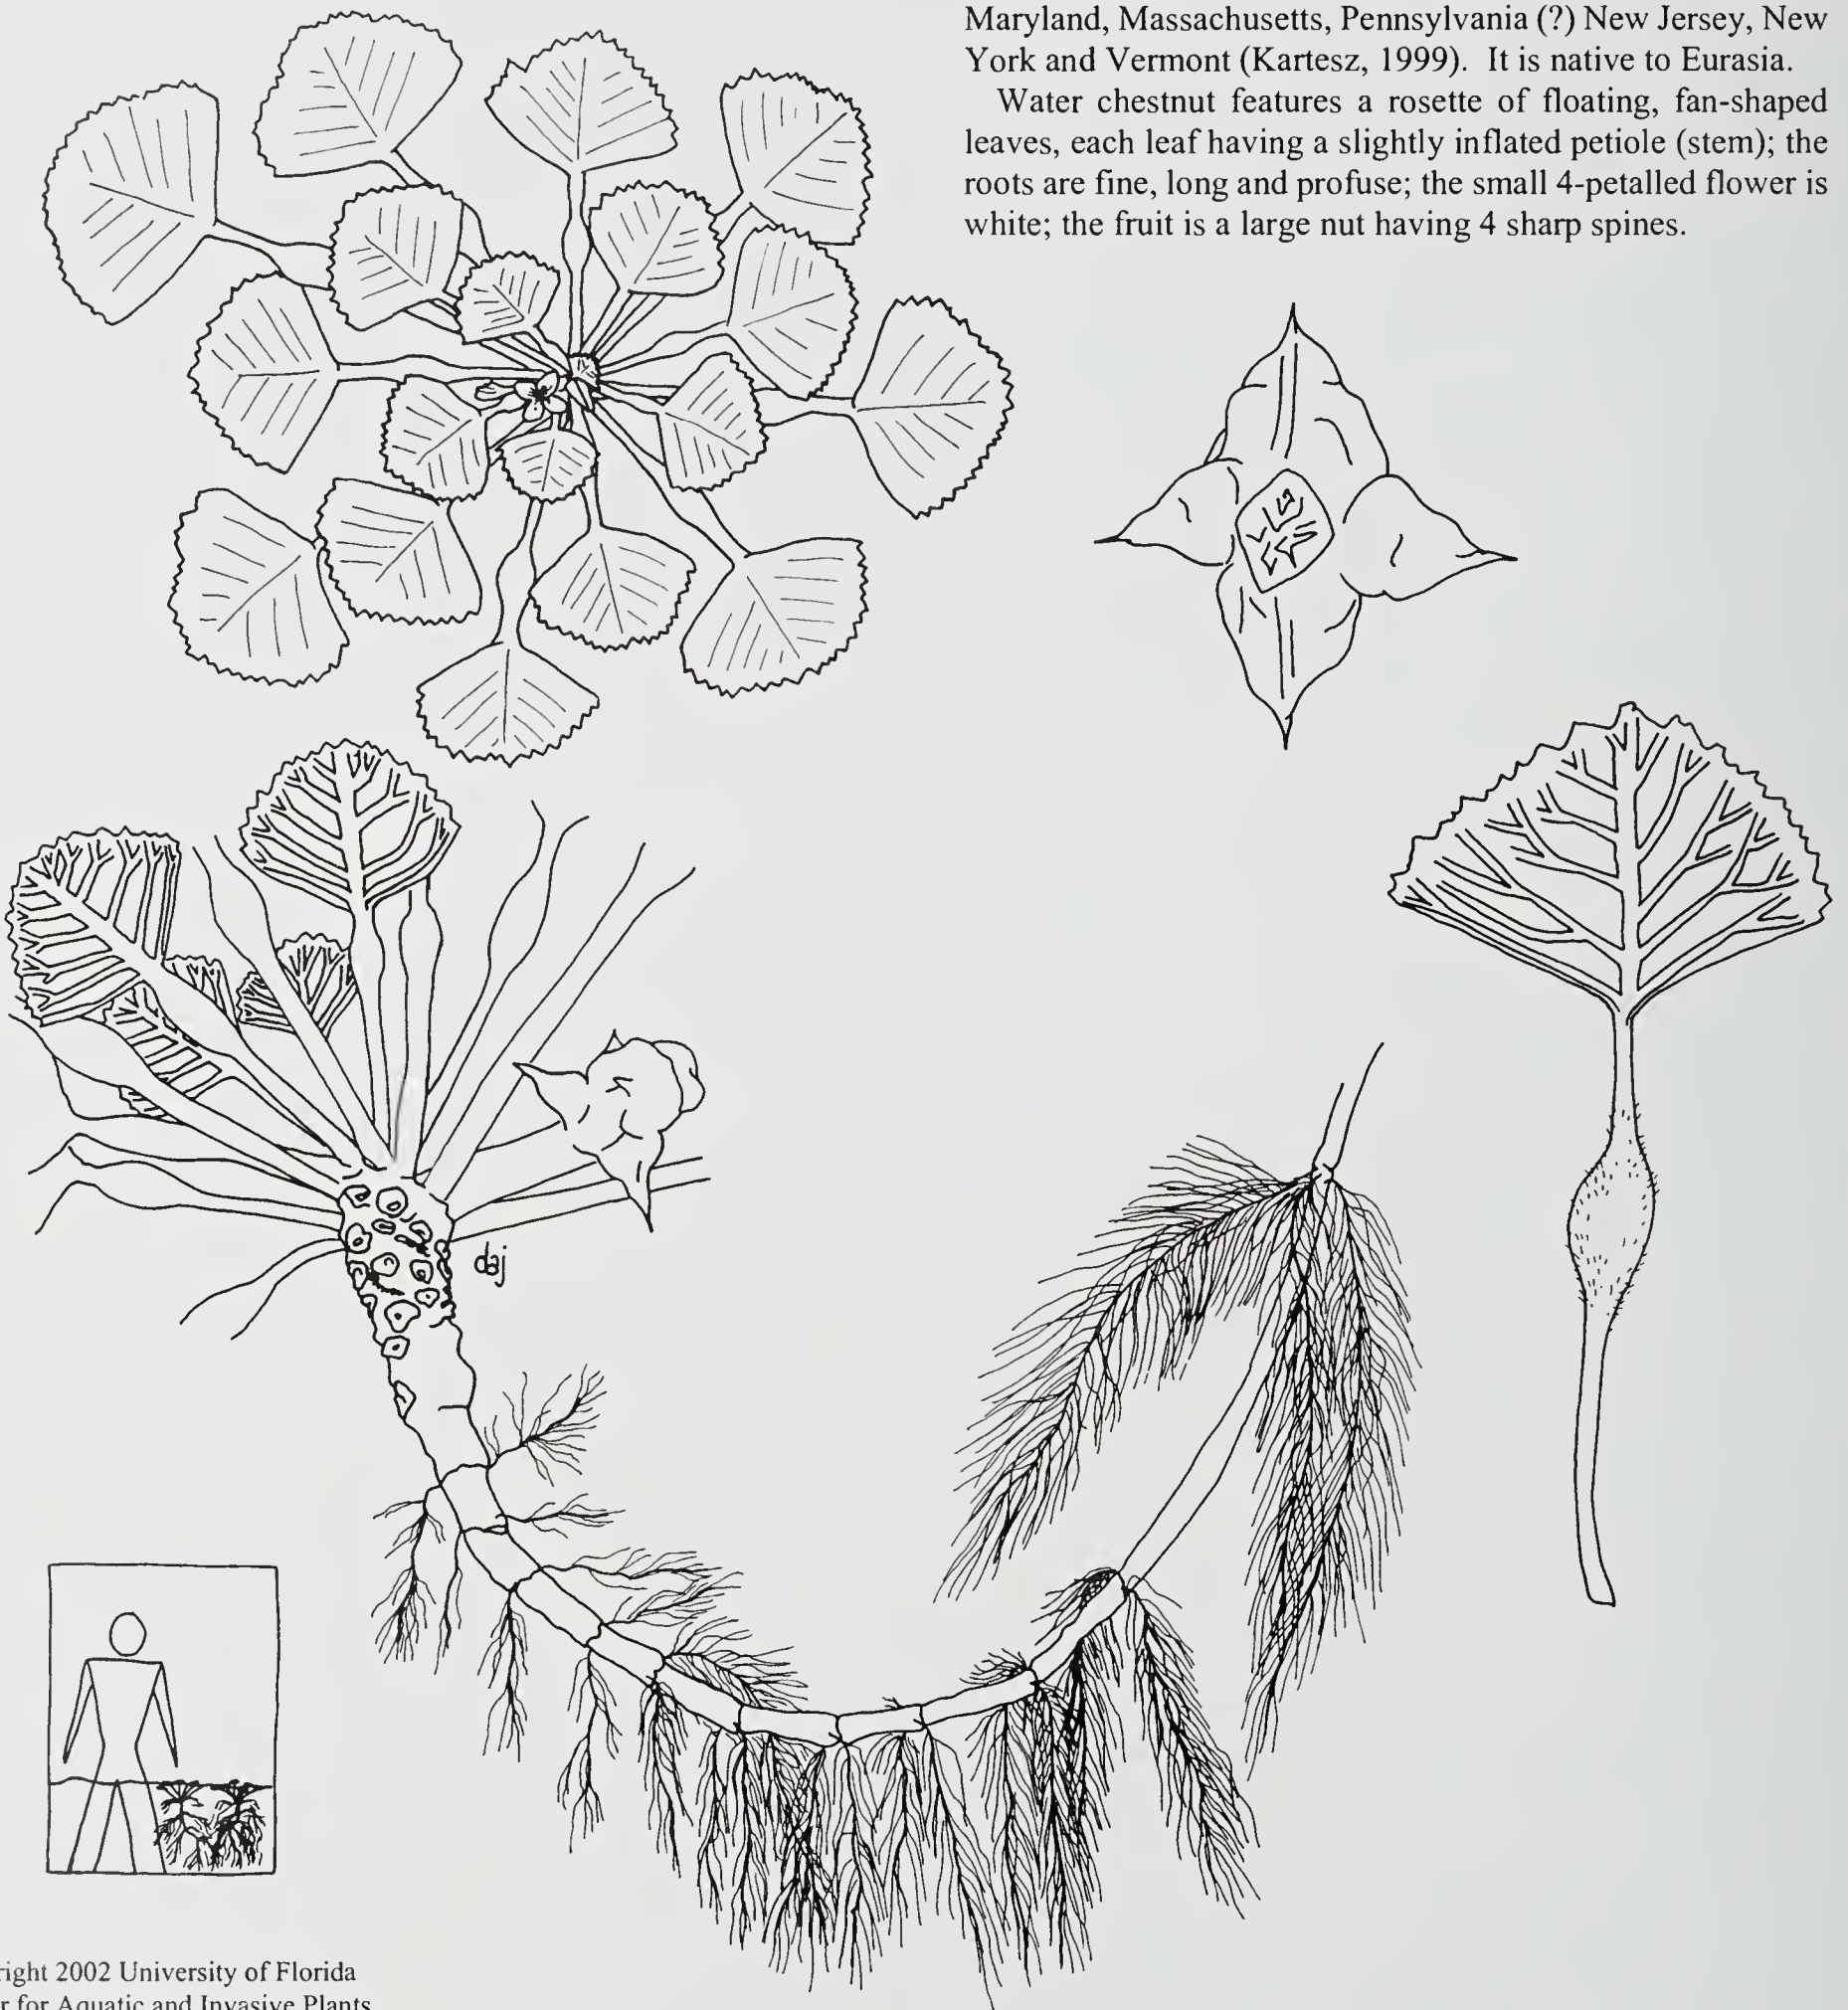 Maryland, Massachusetts, Pennsylvania (?) New Jersey, New
York and Vermont (Kartesz, 1999). It is native to Eurasia.
Water chestnut features a rosette of floating, fan-shaped
leaves, each leaf having a slightly inflated petiole (stem); the
roots are fine, long and profuse; the small 4-petalled flower is
white; the fruit is a large nut having 4 sharp spines.
daj
right 2002 University of Florida
r for Aquatic and Invasive Plants